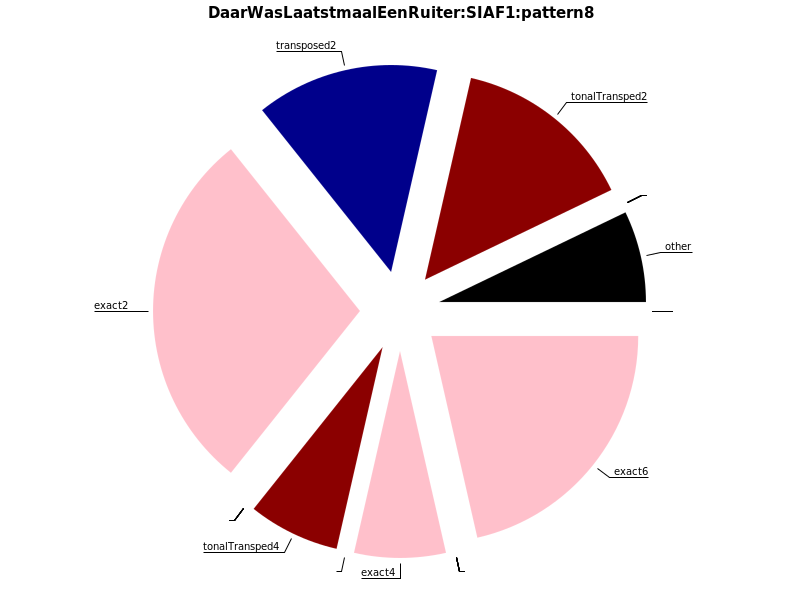 DaarWasLaatstmaalEenRuiter:SIAF1:pattern8
transposed2
tonalTransped2
other
exact2
exact6
tonalTransped4
exact4